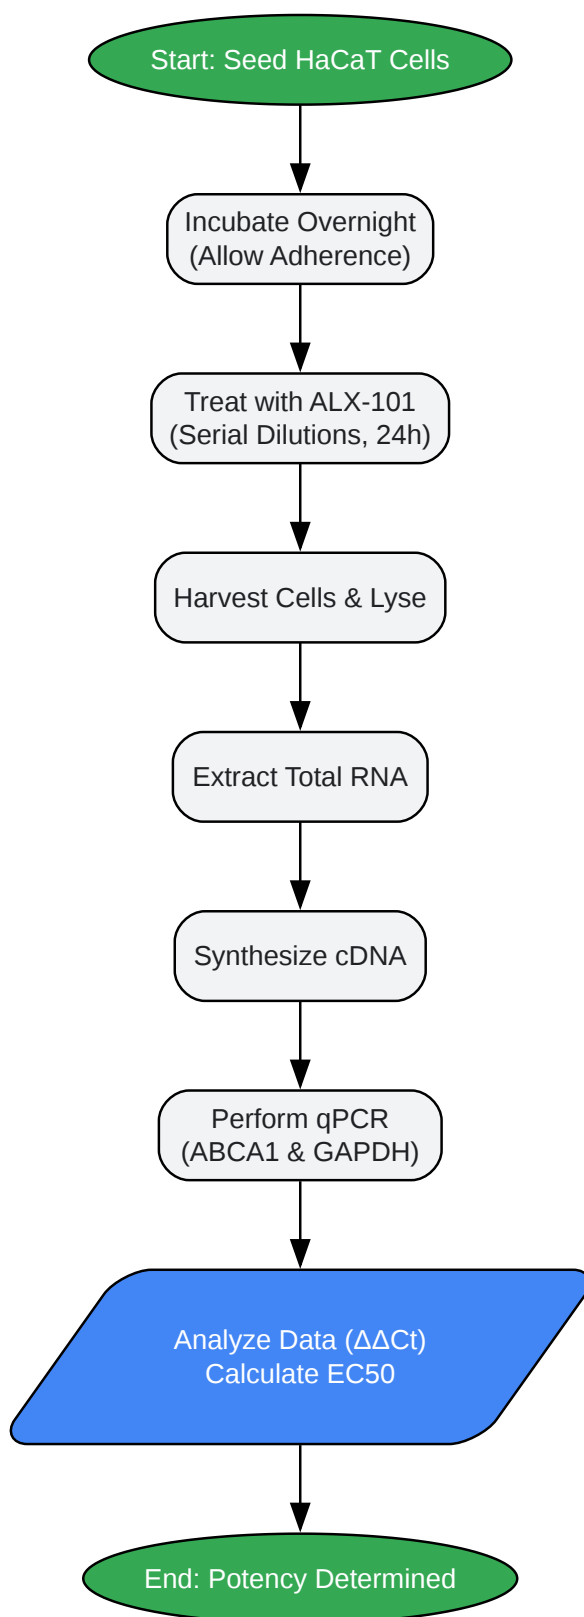 Start: Seed HaCaT Cells
Incubate Overnight
(Allow Adherence)
Treat with ALX-101
(Serial Dilutions, 24h)
Harvest Cells & Lyse
Extract Total RNA
Synthesize cDNA
Perform qPCR
(ABCA1 & GAPDH)
Analyze Data (ΔΔCt)
Calculate EC50
End: Potency Determined